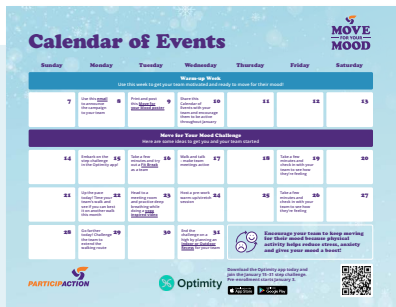 Calendar of Events
MOVE
FOR YOUR
MOOD
Sunday Monday Tuesday Wednesday Thursday Friday Saturday
Warm-up Week
Use this week to get your team motivated and ready to move for their mood!
7
Use this email 8
to announce
the campaign
to your team
Print and post 9
this Move for
Your Mood poster
Share this 10
Calendar of
Events with your
team and encourage
them to be active
throughout January
11
12
13
Move for Your Mood Challenge
Here are some ideas to get you and your team started
14
Embark on the 15
step challenge
in the Optimity app!
Take a few 16
minutes and try
out a Fit Break
as a team
Walk and talk 17
- make team
meetings active
18
Take a few 19
minutes and
check in with your
team to see how
they're feeling
20
21
Up the pace 22
today! Time your
team's walk and
see if you can beat
it on another walk
this month
Head to a 23
meeting room
and practice deep
breathing while
doing a yoga
inspired video
Host a pre-work 24
warm up/stretch
session
25
Take a few 26
minutes and
check in with your
team to see how
they're feeling
27
28
Go further 29
today! Challenge
the team to
extend the
walking route
30
End the 31
challenge on a
high by planning an
indoor or outdoor
fitness for your team
Encourage your team to keep moving
for their mood because physical
activity helps reduce stress, anxiety
and gives your mood a boost!
PARTICIPACTION
Optimity
Download the Optimity app today and
join the January 15-31 step challenge.
Pre-enrollment starts January 2.
App Store
Google Play